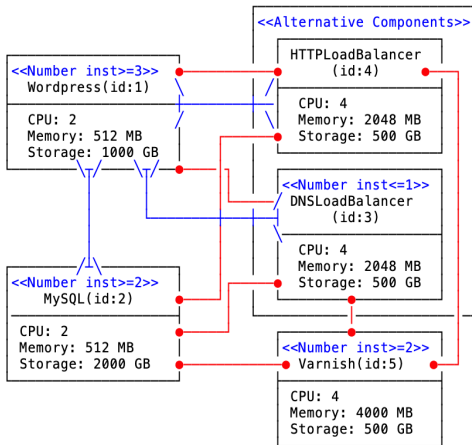 <<Alternative Components>>
<<Number inst>=3>>
Wordpress(id:1)
CPU: 2
Memory: 512 MB
Storage: 1000 GB
HTTPLoadBalancer
(id:4)
CPU: 4
Memory: 2048 MB
Storage: 500 GB
<<Number inst<=1>>
DNSLoadBalancer
(id:3)
CPU: 4
Memory: 2048 MB
Storage: 500 GB
<<Number inst>=2>>
MySQL(id:2)
CPU: 2
Memory: 512 MB
Storage: 2000 GB
<<Number inst>=2>>
Varnish(id:5)
CPU: 4
Memory: 4000 MB
Storage: 500 GB